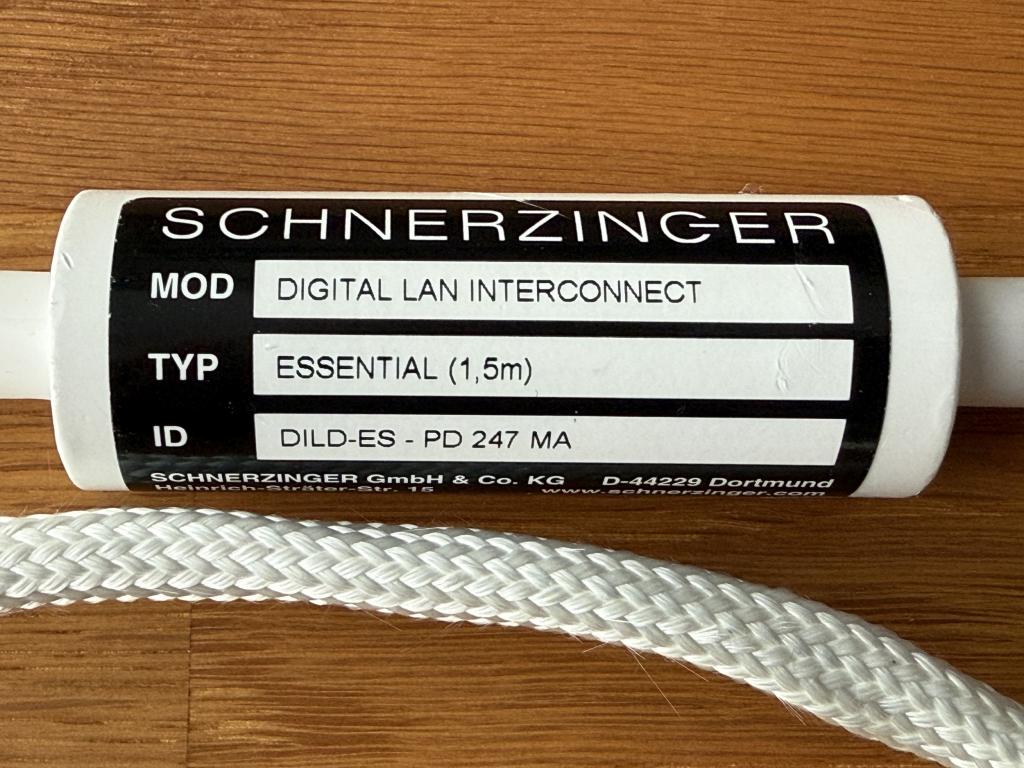 SCHNERZINGER
MOD DIGITAL LAN INTERCONNECT
TYP ESSENTIAL (1,5m)
ID DILD-ES - PD 247 MA
SCHNERZINGER GmbH & Co. KG D-44229 Dortmund
Heinrich-Sträter-Str. 15 www.schnerzinger.com